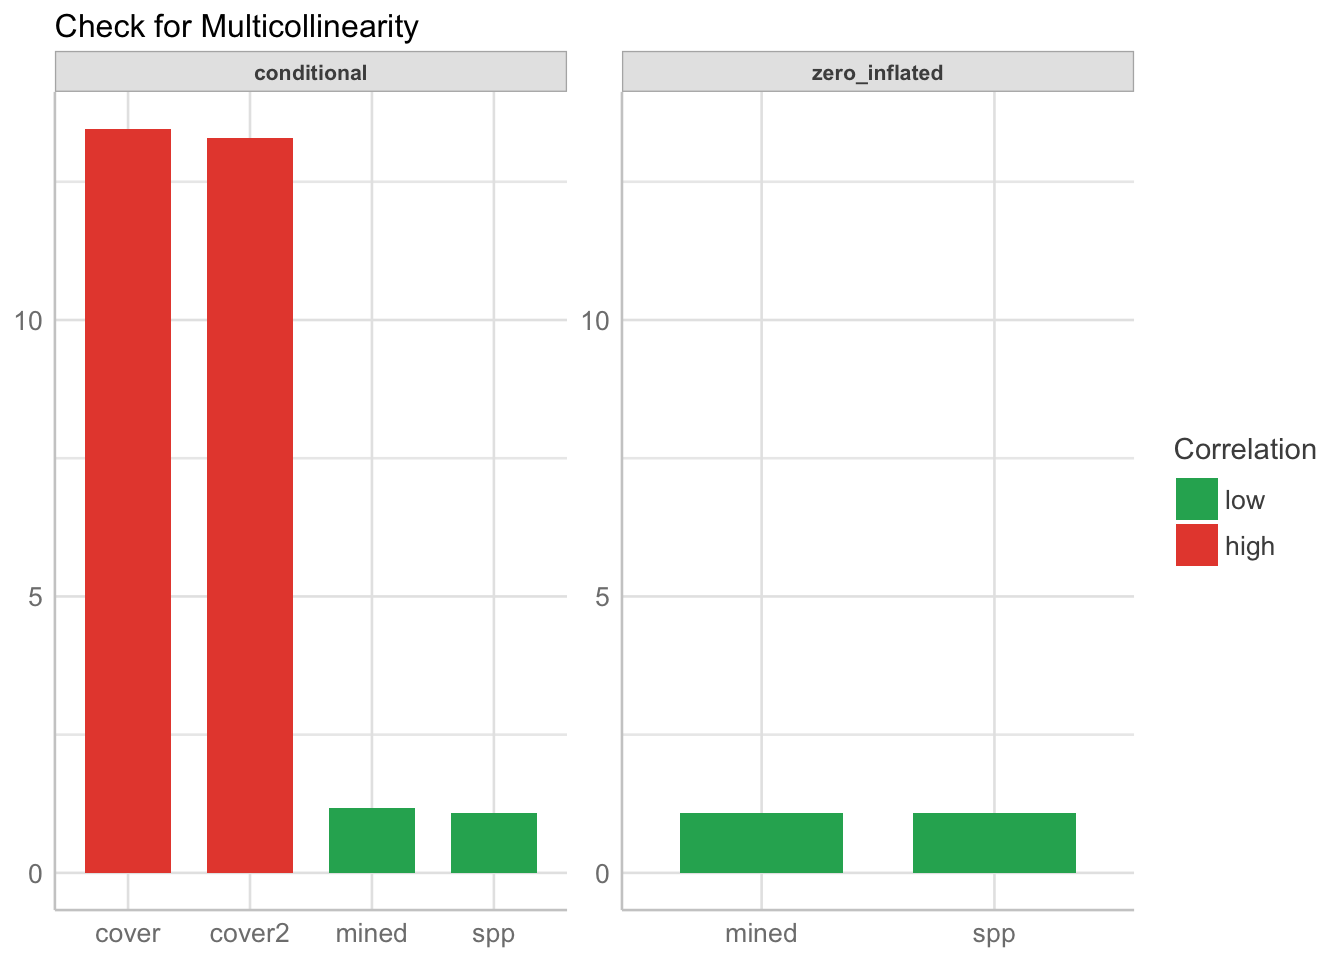 Check for Multicollinearity
conditional
zero_inflated
10
5
0
10
5
0
cover cover2 mined spp
mined spp
Correlation
low
high